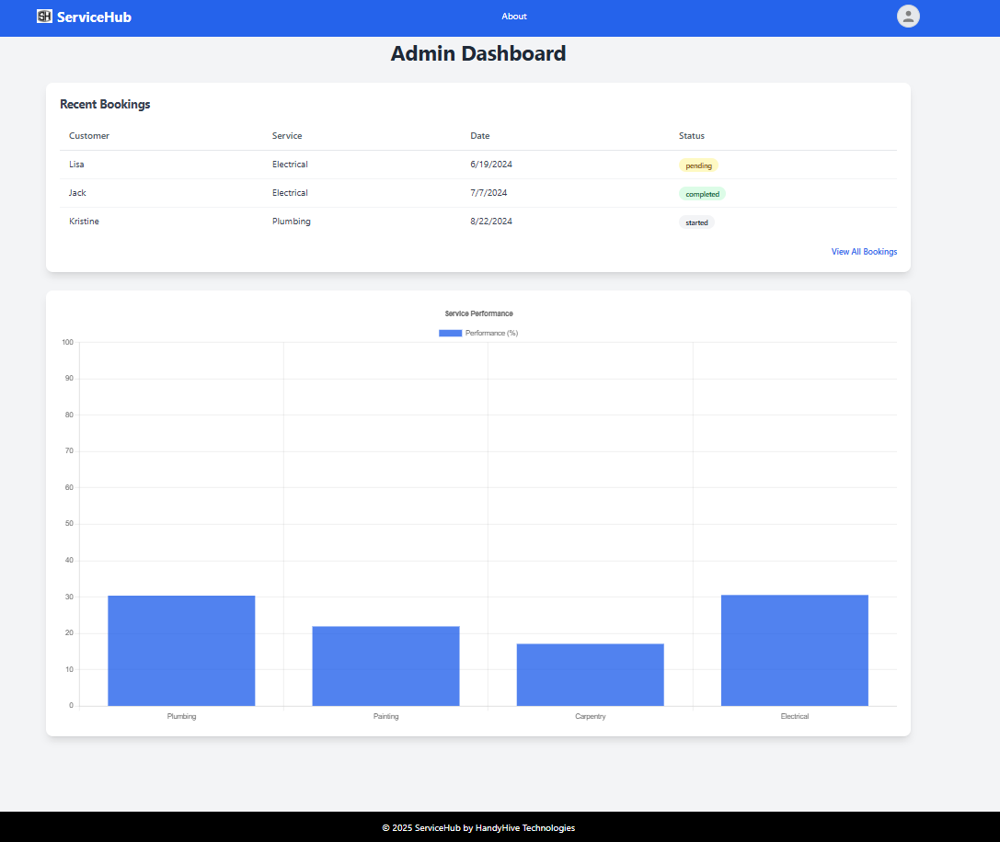 SH ServiceHub About
Admin Dashboard
Recent Bookings
Customer Service Date Status
Lisa Electrical 6/19/2024 pending
Jack Electrical 7/7/2024 completed
Kristine Plumbing 8/22/2024 started
View All Bookings
Service Performance
Performance (%)
100
90
80
70
60
50
40
30
20
10
0
Plumbing Painting Carpentry Electrical
© 2025 ServiceHub by HandyHive Technologies